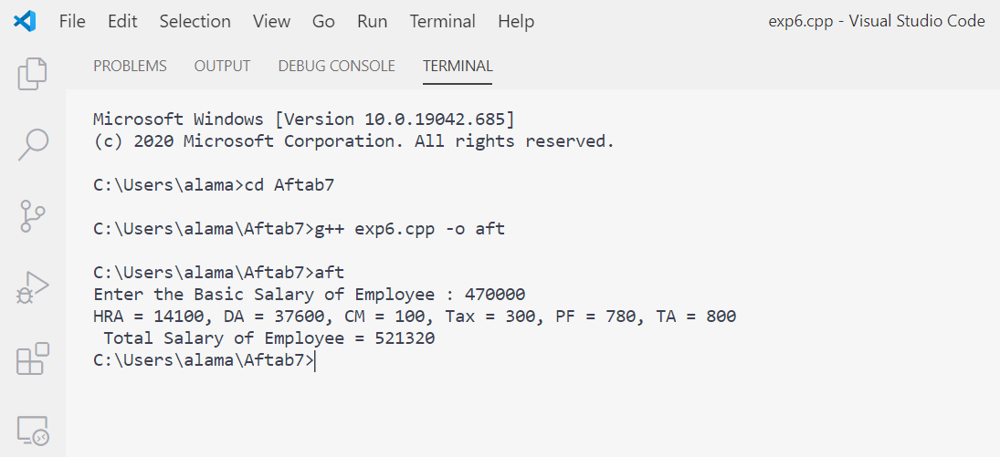 File Edit Selection View Go Run Terminal Help exp6.cpp - Visual Studio Code
PROBLEMS OUTPUT DEBUG CONSOLE TERMINAL
Microsoft Windows [Version 10.0.19042.685]
(c) 2020 Microsoft Corporation. All rights reserved.
C:\Users\alama>cd Aftab7
C:\Users\alama\Aftab7>g++ exp6.cpp -o aft
C:\Users\alama\Aftab7>aft
Enter the Basic Salary of Employee : 470000
HRA = 14100, DA = 37600, CM = 100, Tax = 300, PF = 780, TA = 800
 Total Salary of Employee = 521320
C:\Users\alama\Aftab7>